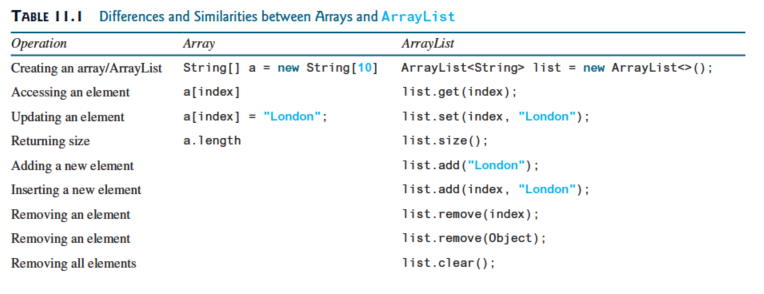 TABLE 11.1 Differences and Similarities between Arrays and ArrayList
Operation Array ArrayList
Creating an array/ArrayList String[] a = new String[10] ArrayList<String> list = new ArrayList<>();
Accessing an element a[index] list.get(index);
Updating an element a[index] = "London"; list.set(index, "London");
Returning size a.length list.size();
Adding a new element list.add("London");
Inserting a new element list.add(index, "London");
Removing an element list.remove(index);
Removing an element list.remove(Object);
Removing all elements list.clear();